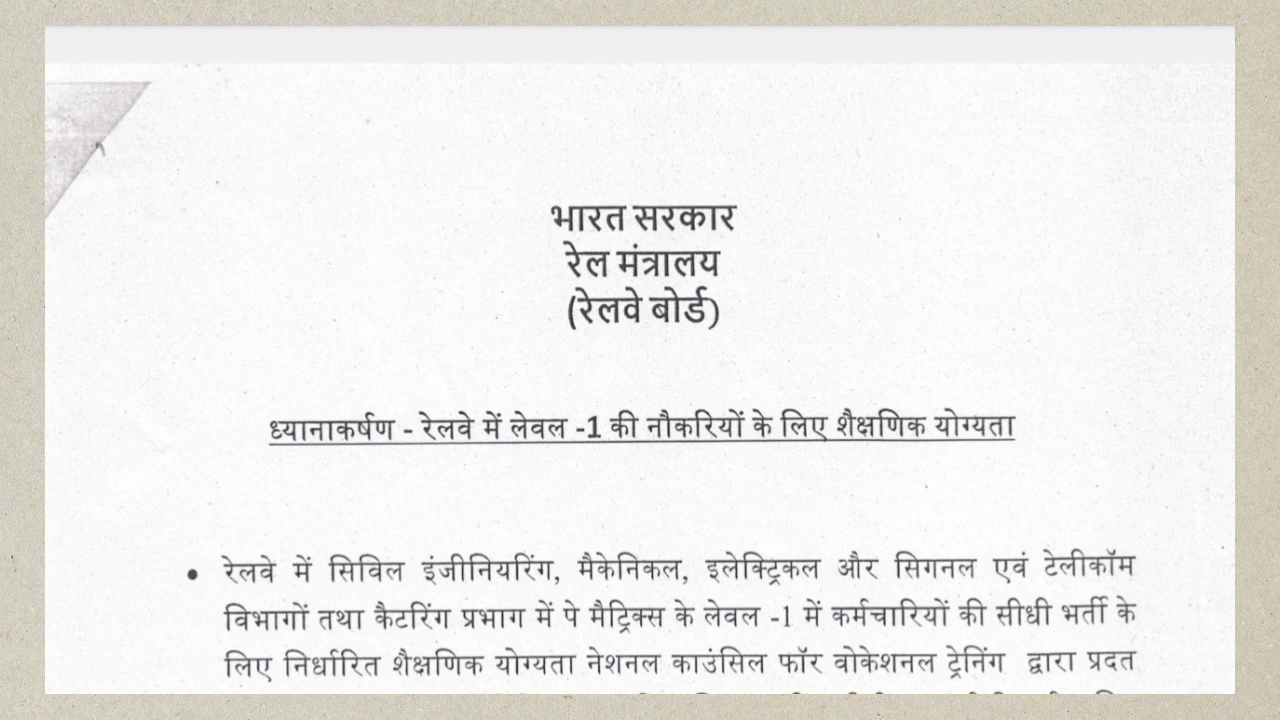 भारत सरकार
रेल मंत्रालय
(रेलवे बोर्ड)
ध्यानाकर्षण - रेलवे में लेवल -1 की नौकरियों के लिए शैक्षणिक योग्यता
• रेलवे में सिविल इंजीनियरिंग, मैकेनिकल, इलेक्ट्रिकल और सिगनल एवं टेलीकॉम
विभागों तथा कैटरिंग प्रभाग में पे मैट्रिक्स के लेवल -1 में कर्मचारियों की सीधी भर्ती के
लिए निर्धारित शैक्षणिक योग्यता नेशनल काउंसिल फॉर वोकेशनल ट्रेनिंग द्वारा प्रदत